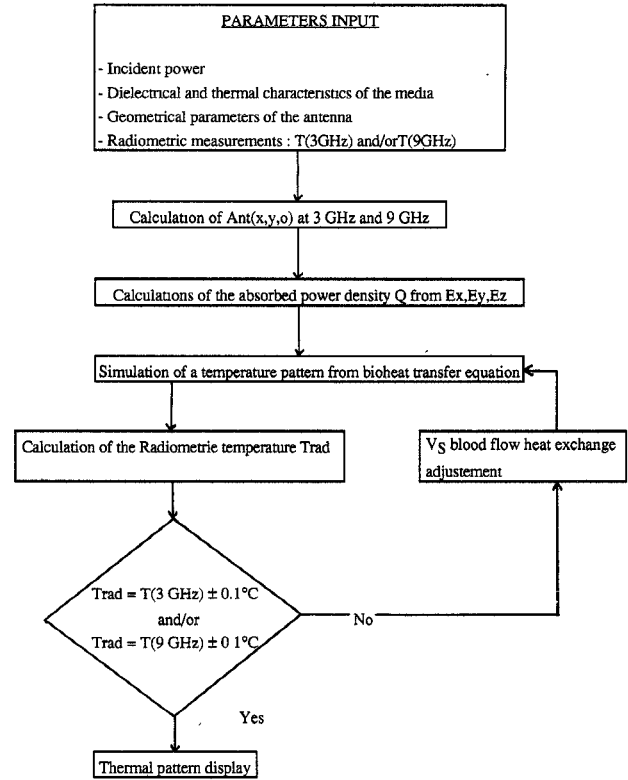 PARAMETERS INPUT
- Incident power
- Dielectrical and thermal characteristics of the media
- Geometrical parameters of the antenna
- Radiometric measurements : T(3GHz) and/orT(9GHz)
Calculation of Ant(x,y,o) at 3 GHz and 9 GHz
Calculations of the absorbed power density Q from Ex,Ey,Ez
Simulation of a temperature pattern from bioheat transfer equation
Calculation of the Radiometrie temperature Trad
VS blood flow heat exchange
adjustement
Trad = T(3 GHz) ± 0.1°C
and/or
Trad = T(9 GHz) ± 0 1°C
No
Yes
Thermal pattern display